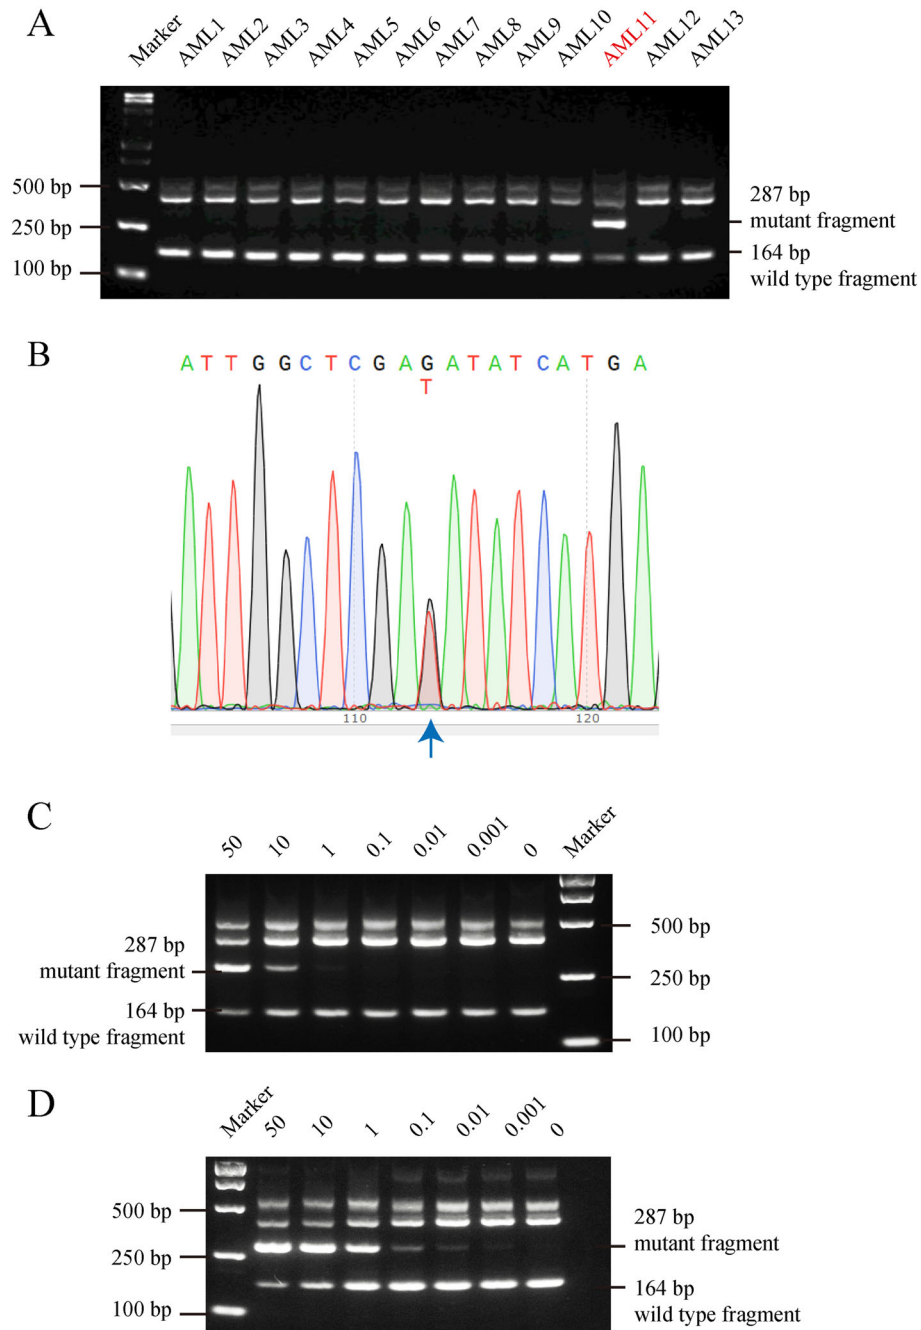 A
Marker AML1 AML2 AML3 AML4 AML5 AML6 AML7 AML8 AML9 AML10 AML11 AML12 AML13
500 bp
250 bp
100 bp
287 bp
mutant fragment
164 bp
wild type fragment
B
A T T G G C T C G A G A T A T C A T G A
T
110 120
C
50 10 1 0.1 0.01 0.001 0 Marker
287 bp
mutant fragment
164 bp
wild type fragment
500 bp
250 bp
100 bp
D
Marker 50 10 1 0.1 0.01 0.001 0
500 bp
250 bp
100 bp
287 bp
mutant fragment
164 bp
wild type fragment